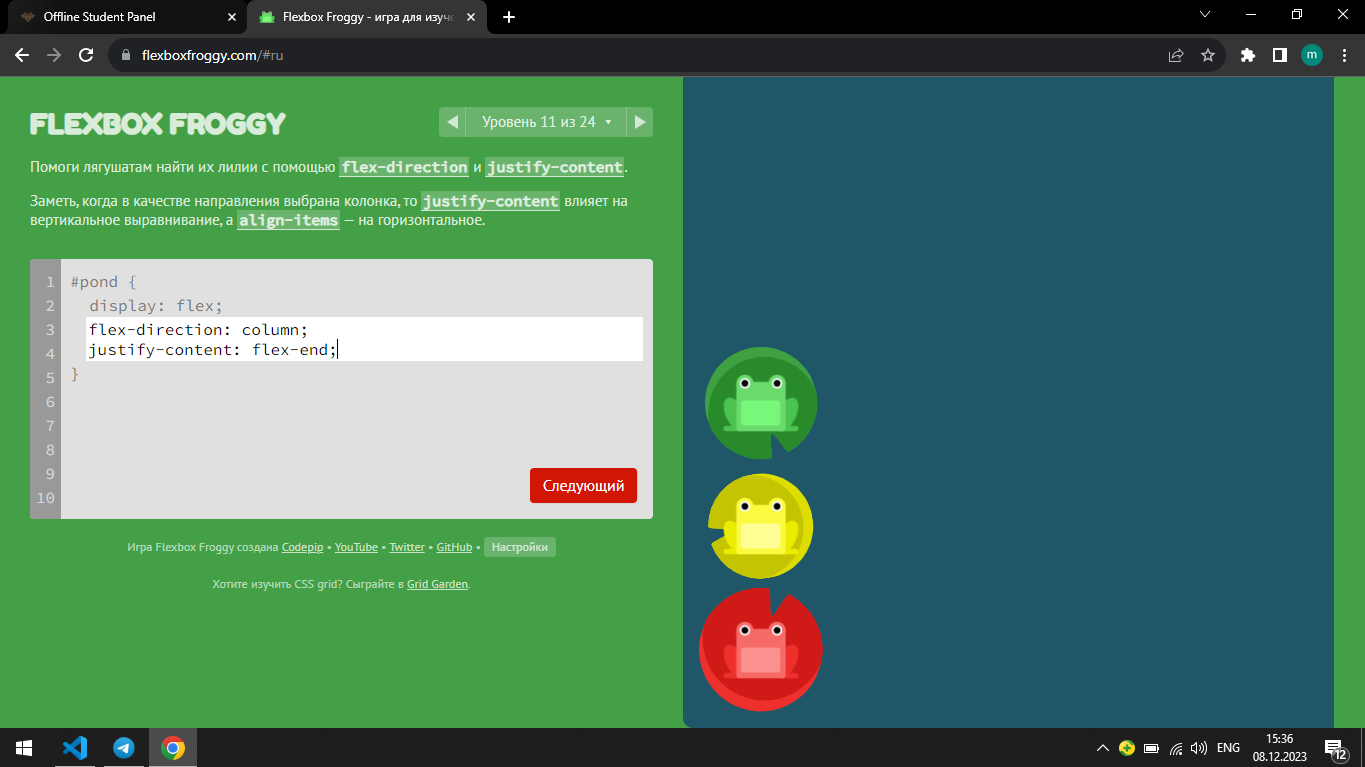 Offline Student Panel
Flexbox Froggy - игра для изуче
flexboxfroggy.com/#ru
m
FLEXBOX FROGGY
Уровень 11 из 24
Помоги лягушатам найти их лилии с помощью flex-direction и justify-content.
Заметь, когда в качестве направления выбрана колонка, то justify-content влияет на
вертикальное выравнивание, а align-items — на горизонтальное.
1 #pond {
2 display: flex;
3 flex-direction: column;
4 justify-content: flex-end;
5 }
6
7
8
9
10
Следующий
Игра Flexbox Froggy создана Codepip • YouTube • Twitter • GitHub • Настройки
Хотите изучить CSS grid? Сыграйте в Grid Garden.
ENG
15:36
08.12.2023
12